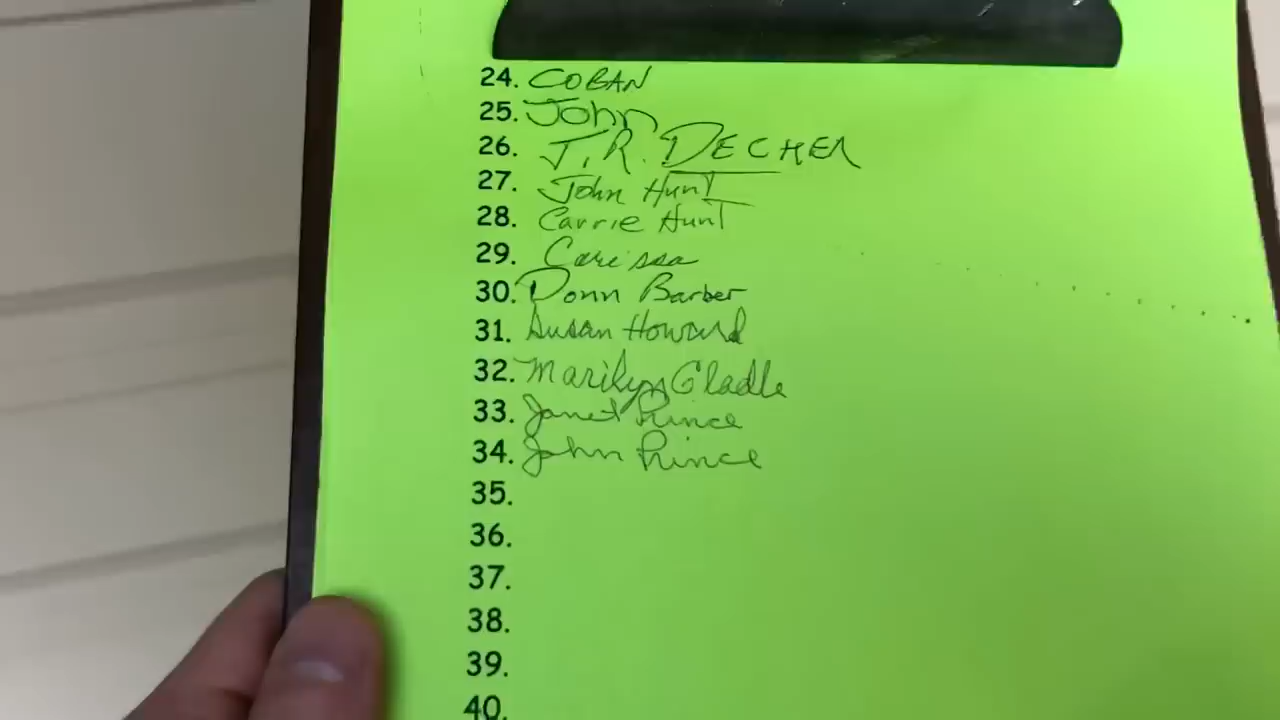 24. COBAN
25. John
26. J.R. DECHER
27. John Hunt
28. Carrie Hunt
29. Carissa
30. Donn Barber
31. Susan Howard
32. Marilyn Gladle
33. Janet Prince
34. John Prince
35.
36.
37.
38.
39.
40.